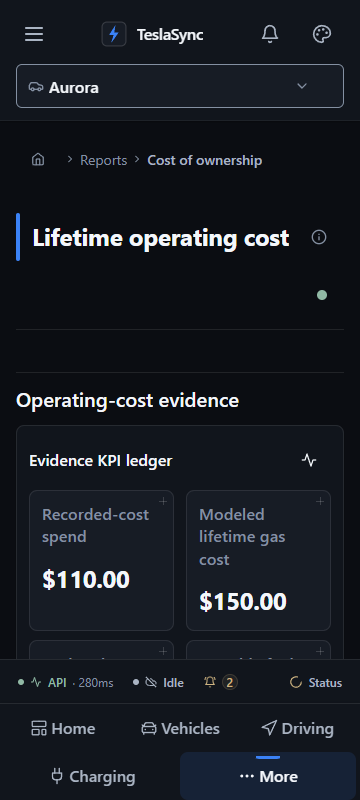 TeslaSync
Aurora
Reports
Cost of ownership
Lifetime operating cost
Operating-cost evidence
Evidence KPI ledger
Recorded-cost
spend
$110.00
Modeled
lifetime gas
cost
$150.00
API · 280ms
Idle
2
Status
Home
Vehicles
Driving
Charging
More